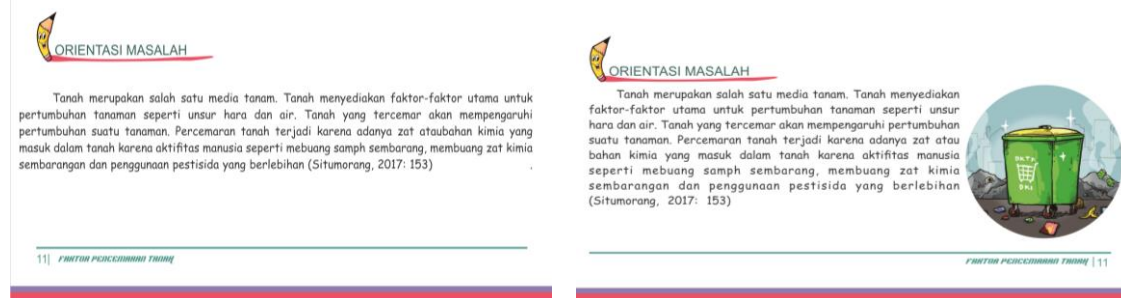 ORIENTASI MASALAH
Tanah merupakan salah satu media tanam. Tanah menyediakan faktor-faktor utama untuk
pertumbuhan tanaman seperti unsur hara dan air. Tanah yang tercemar akan mempengaruhi
pertumbuhan suatu tanaman. Percemaran tanah terjadi karena adanya zat ataubahan kimia yang
masuk dalam tanah karena aktifitas manusia seperti mebuang samph sembarang, membuang zat kimia
sembarangan dan penggunaan pestisida yang berlebihan (Situmorang, 2017: 153)
11| FAKTOR PENCEMARAN TANAH
ORIENTASI MASALAH
Tanah merupakan salah satu media tanam. Tanah menyediakan
faktor-faktor utama untuk pertumbuhan tanaman seperti unsur
hara dan air. Tanah yang tercemar akan mempengaruhi pertumbuhan
suatu tanaman. Percemaran tanah terjadi karena adanya zat atau
bahan kimia yang masuk dalam tanah karena aktifitas manusia
seperti mebuang samph sembarang, membuang zat kimia
sembarangan dan penggunaan pestisida yang berlebihan
(Situmorang, 2017: 153)
DKI
FAKTOR PENCEMARAN TANAH | 11